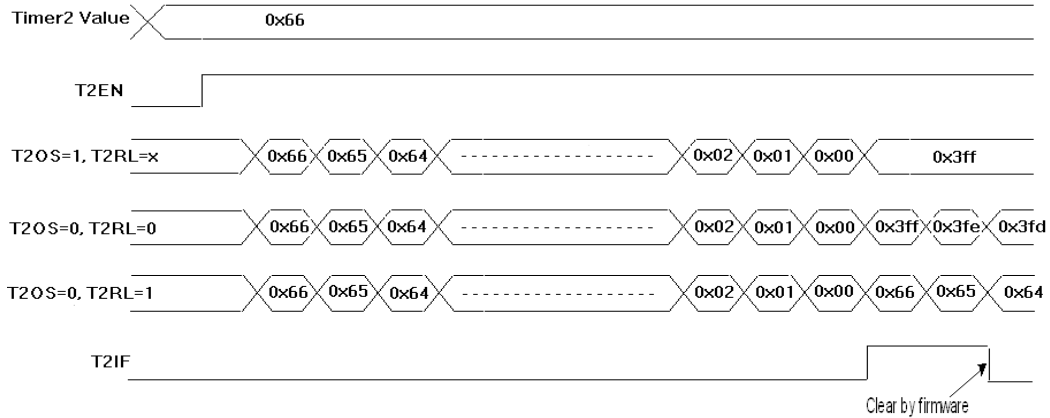 Timer2 Value 0x66
T2EN
T2OS=1, T2RL=x 0x66 0x65 0x64 0x02 0x01 0x00 0x3ff
T2OS=0, T2RL=0 0x66 0x65 0x64 0x02 0x01 0x00 0x3ff 0x3fe 0x3fd
T2OS=0, T2RL=1 0x66 0x65 0x64 0x02 0x01 0x00 0x66 0x65 0x64
T2IF
Clear by firmware